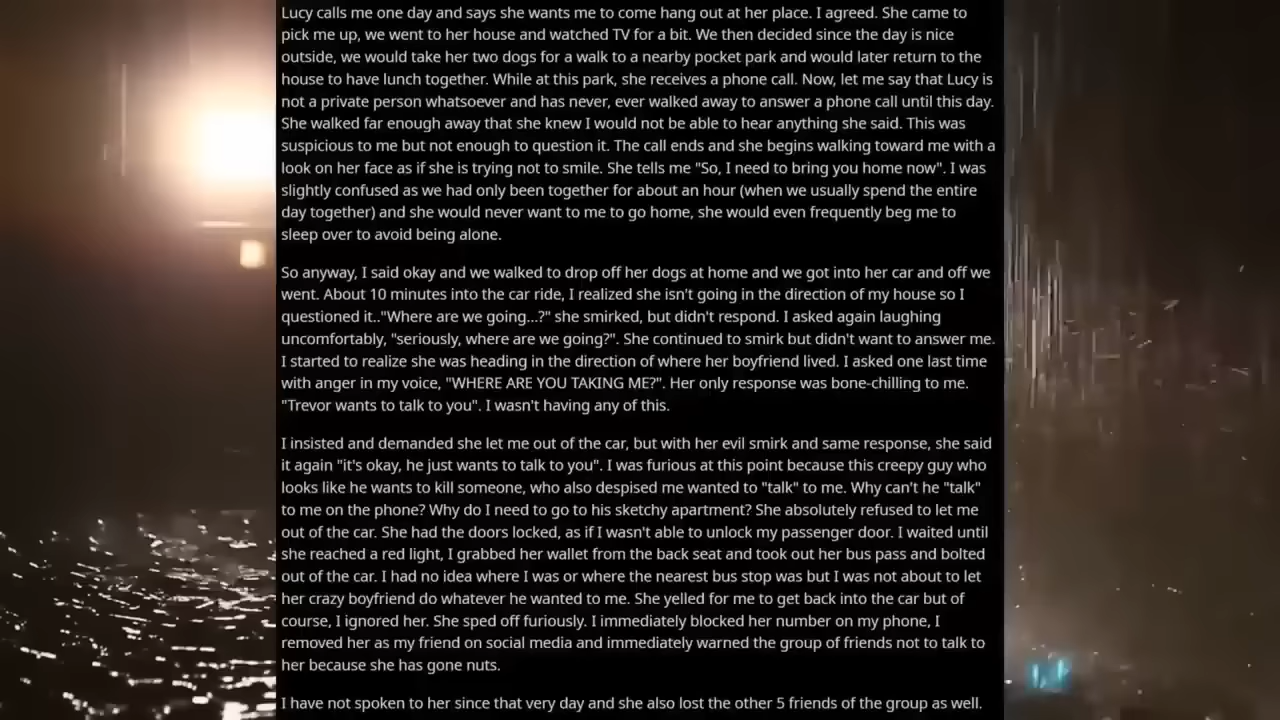 Lucy calls me one day and says she wants me to come hang out at her place. I agreed. She came to
pick me up, we went to her house and watched TV for a bit. We then decided since the day is nice
outside, we would take her two dogs for a walk to a nearby pocket park and would later return to the
house to have lunch together. While at this park, she receives a phone call. Now, let me say that Lucy is
not a private person whatsoever and has never, ever walked away to answer a phone call until this day.
She walked far enough away that she knew I would not be able to hear anything she said. This was
suspicious to me but not enough to question it. The call ends and she begins walking toward me with a
look on her face as if she is trying not to smile. She tells me "So, I need to bring you home now". I was
slightly confused as we had only been together for about an hour (when we usually spend the entire
day together) and she would never want to me to go home, she would even frequently beg me to
sleep over to avoid being alone.
So anyway, I said okay and we walked to drop off her dogs at home and we got into her car and off we
went. About 10 minutes into the car ride, I realized she isn't going in the direction of my house so I
questioned it.."Where are we going...?" she smirked, but didn't respond. I asked again laughing
uncomfortably, "seriously, where are we going?". She continued to smirk but didn't want to answer me.
I started to realize she was heading in the direction of where her boyfriend lived. I asked one last time
with anger in my voice, "WHERE ARE YOU TAKING ME?". Her only response was bone-chilling to me.
"Trevor wants to talk to you". I wasn't having any of this.
I insisted and demanded she let me out of the car, but with her evil smirk and same response, she said
it again "it's okay, he just wants to talk to you". I was furious at this point because this creepy guy who
looks like he wants to kill someone, who also despised me wanted to "talk" to me. Why can't he "talk"
to me on the phone? Why do I need to go to his sketchy apartment? She absolutely refused to let me
out of the car. She had the doors locked, as if I wasn't able to unlock my passenger door. I waited until
she reached a red light, I grabbed her wallet from the back seat and took out her bus pass and bolted
out of the car. I had no idea where I was or where the nearest bus stop was but I was not about to let
her crazy boyfriend do whatever he wanted to me. She yelled for me to get back into the car but of
course, I ignored her. She sped off furiously. I immediately blocked her number on my phone, I
removed her as my friend on social media and immediately warned the group of friends not to talk to
her because she has gone nuts.
I have not spoken to her since that very day and she also lost the other 5 friends of the group as well.